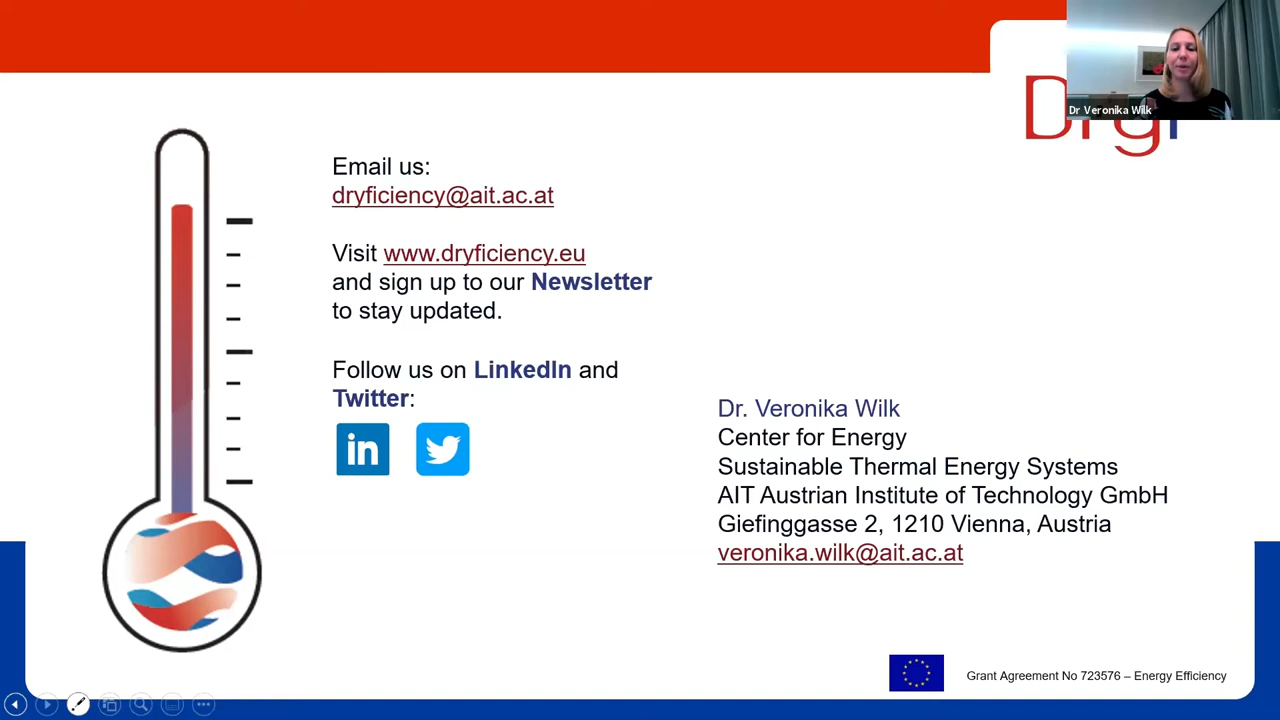 Dr Veronika Wilk
Email us:
dryficiency@ait.ac.at
Visit www.dryficiency.eu
and sign up to our Newsletter
to stay updated.
Follow us on LinkedIn and
Twitter:
in
Dr. Veronika Wilk
Center for Energy
Sustainable Thermal Energy Systems
AIT Austrian Institute of Technology GmbH
Giefinggasse 2, 1210 Vienna, Austria
veronika.wilk@ait.ac.at
Grant Agreement No 723576 – Energy Efficiency